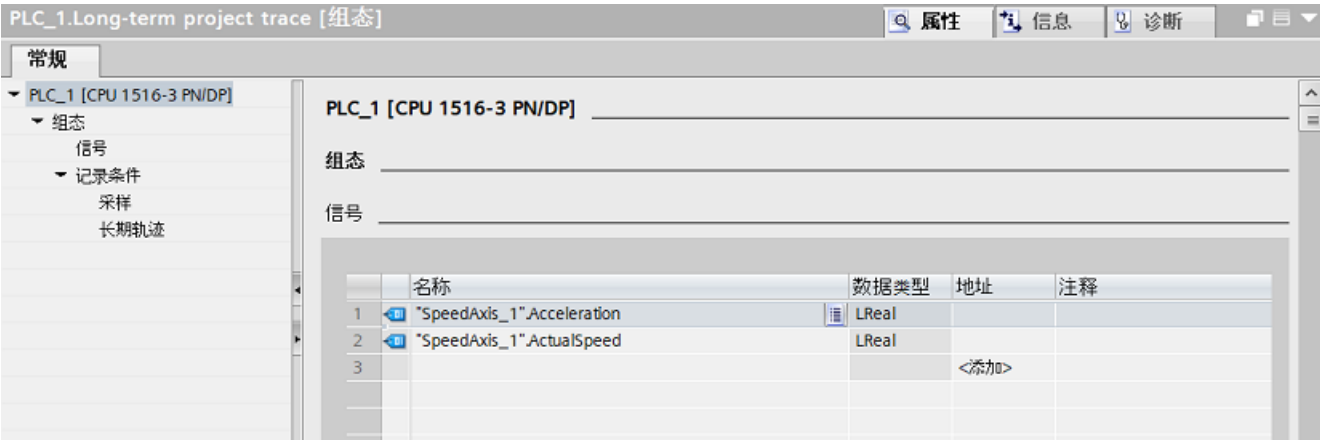 PLC_1.Long-term project trace [组态]
属性 信息 诊断
常规
PLC_1 [CPU 1516-3 PN/DP]
组态
信号
记录条件
采样
长期轨迹
PLC_1 [CPU 1516-3 PN/DP]
组态
信号
名称 数据类型 地址 注释
1 "SpeedAxis_1".Acceleration LReal
2 "SpeedAxis_1".ActualSpeed LReal
3 <添加>